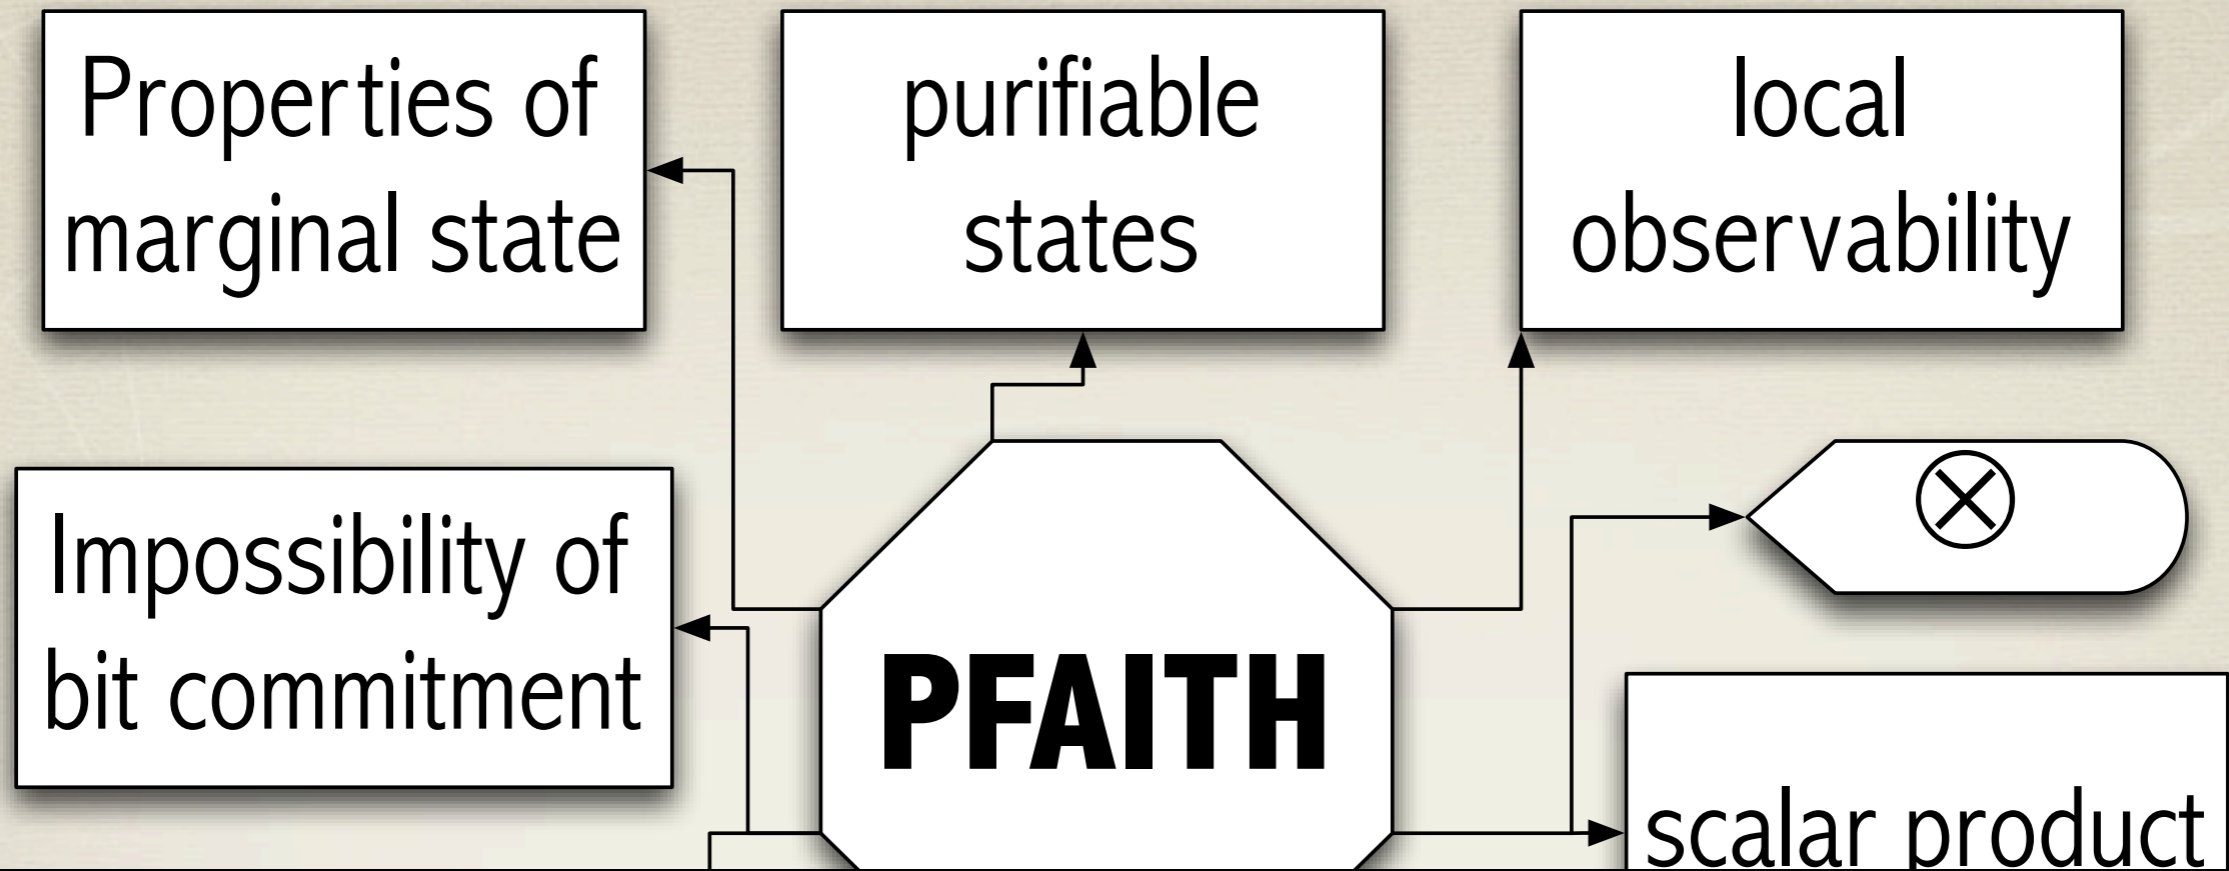 Properties of
marginal state
purifiable
states
local
observability
⊗
Impossibility of
bit commitment
PFAITH
scalar product